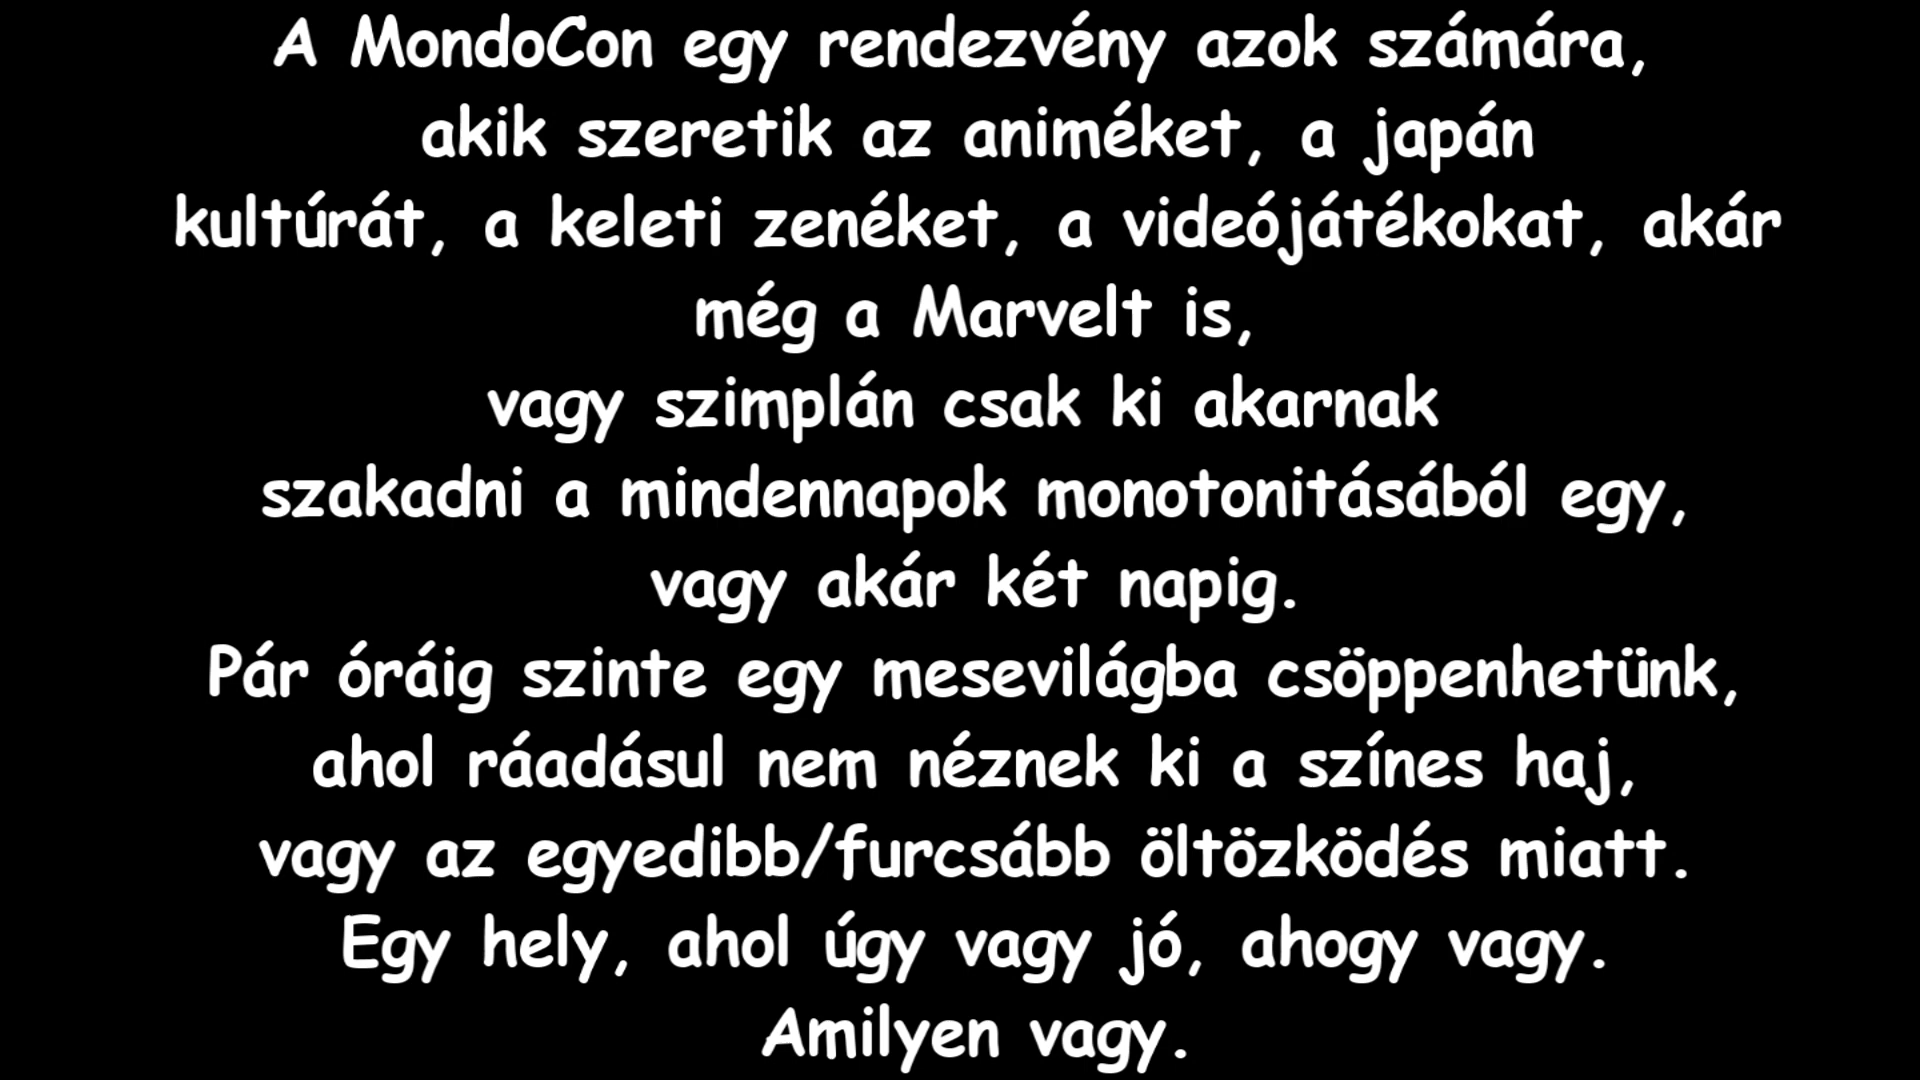 A MondoCon egy rendezvény azok számára,
akik szeretik az animéket, a japán
kultúrát, a keleti zenéket, a videójátékokat, akár
még a Marvelt is,
vagy szimplán csak ki akarnak
szakadni a mindennapok monotonitásából egy,
vagy akár két napig.
Pár óráig szinte egy mesevilágba csöppenhetünk,
ahol ráadásul nem néznek ki a színes haj,
vagy az egyedibb/furcsább öltözködés miatt.
Egy hely, ahol úgy vagy jó, ahogy vagy.
Amilyen vagy.